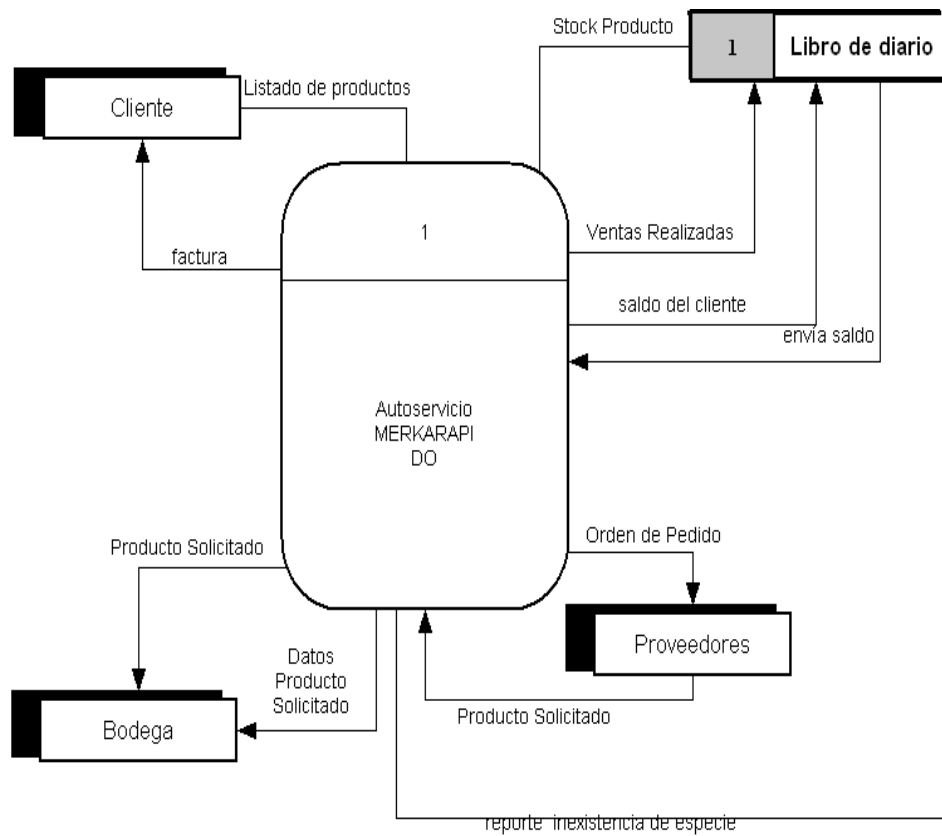 Stock Producto
1
Libro de diario
Cliente
Listado de productos
1
Ventas Realizadas
factura
saldo del cliente
envía saldo
Autoservicio
MERKARAPI
DO
Orden de Pedido
Producto Solicitado
Proveedores
Datos
Producto
Solicitado
Producto Solicitado
Bodega
reporte inexistencia de especie